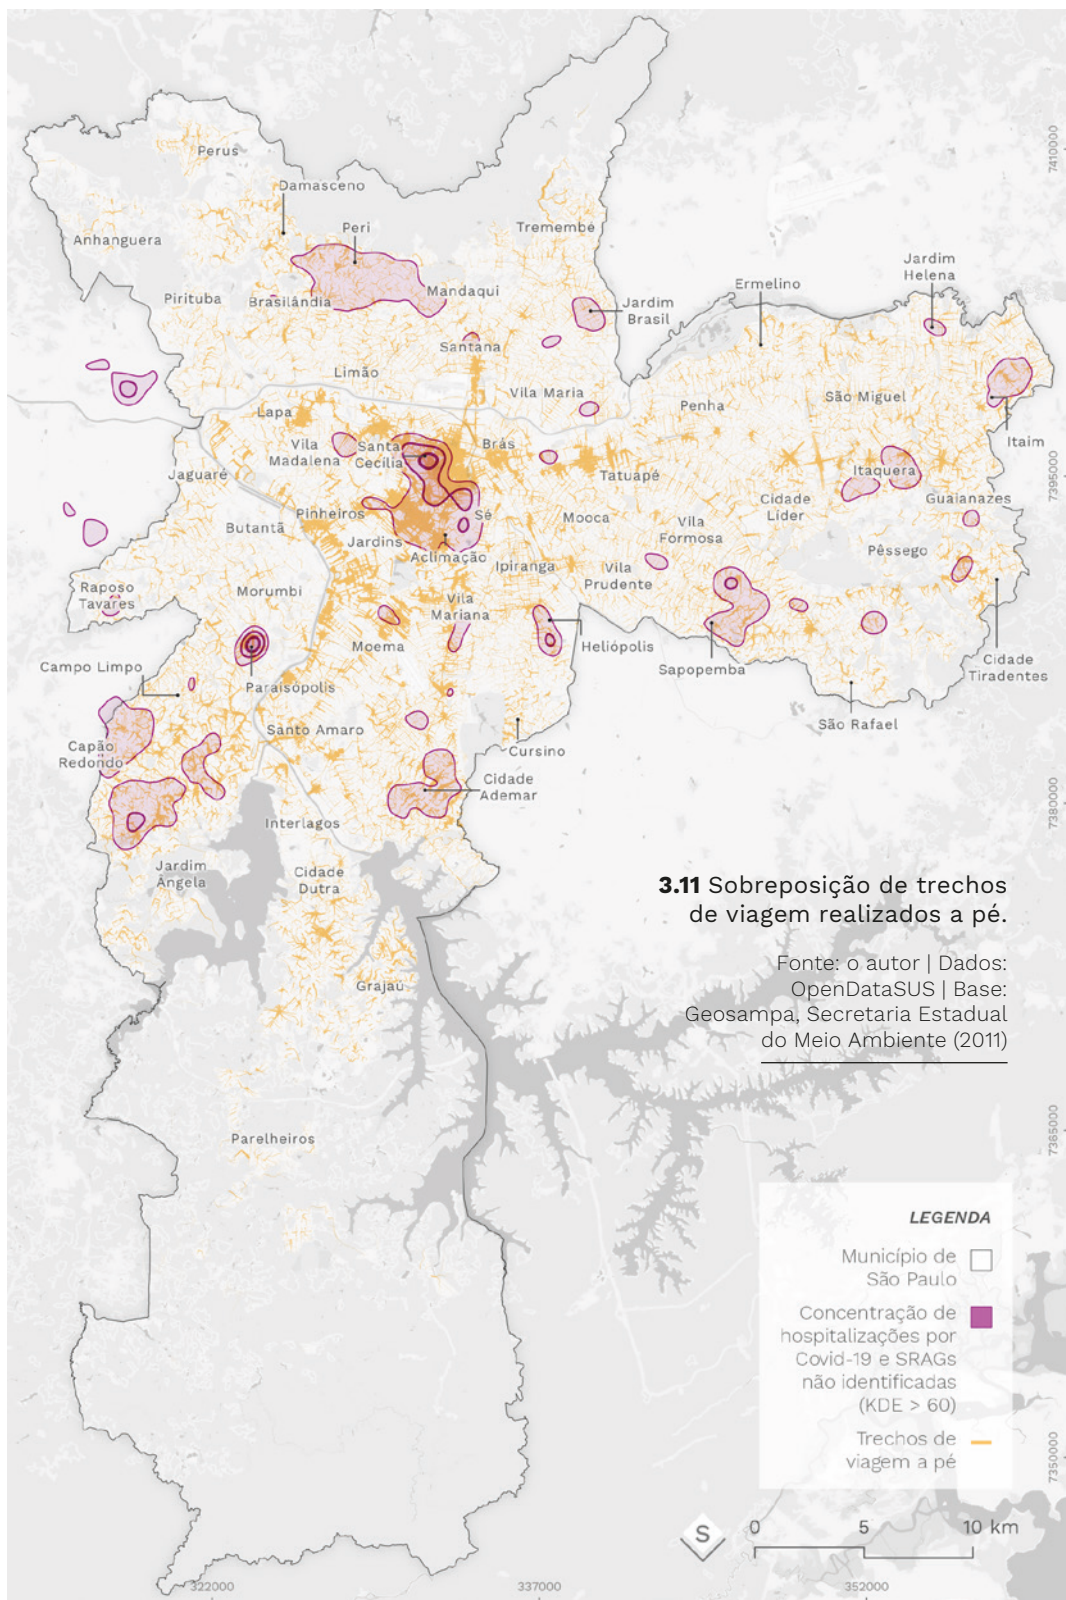 Perus
Damasceno
Peri
Tremembé
Anhanguera
Jardim
Helena
Ermelino
Pirituba
Brasilândia
Mandaqui
Jardim
Brasil
Santana
Limão
Vila Maria
Penha
São Miguel
Lapa
Vila
Madalena
Santa
Cecília
Brás
Itaim
Jaguaré
Tatuapé
Itaquera
Cidade
Líder
Guaianazes
Pinheiros
Sé
Mooca
Butantã
Vila
Formosa
Jardins
Aclimação
Ipiranga
Pêssego
Vila
Prudente
Raposo
Tavares
Morumbi
Vila
Mariana
Moema
Heliópolis
Campo Limpo
Sapopemba
Cidade
Tiradentes
Paraisópolis
São Rafael
Santo Amaro
Capão
Redondo
Cursino
Cidade
Ademar
Interlagos
Jardim
Ângela
Cidade
Dutra
Grajaú
Parelheiros
3.11 Sobreposição de trechos
de viagem realizados a pé.
Fonte: o autor | Dados:
OpenDataSUS | Base:
Geosampa, Secretaria Estadual
do Meio Ambiente (2011)
LEGENDA
Município de
São Paulo
Concentração de
hospitalizações por
Covid-19 e SRAGs
não identificadas
(KDE > 60)
Trechos de
viagem a pé
S
0 5 10 km
322000 337000 352000
7410000
7395000
7380000
7365000
7350000